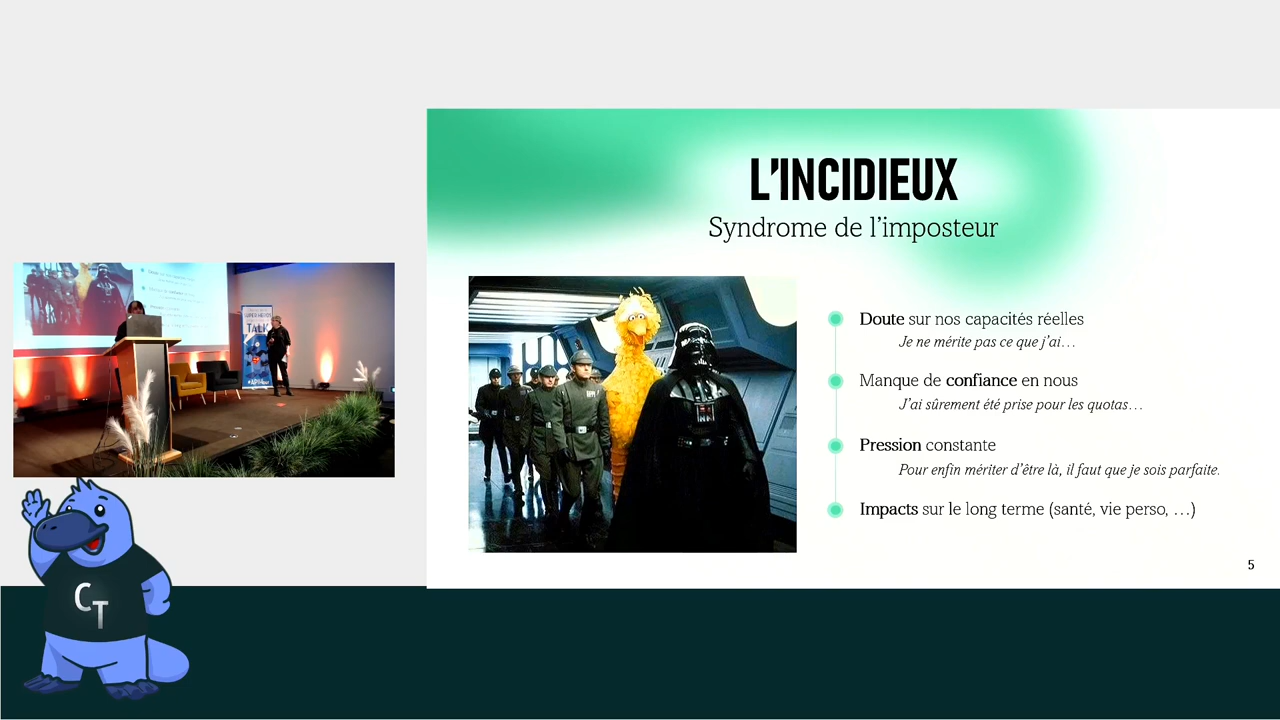 L'INCIDIEUX
Syndrome de l'imposteur
Doute sur nos capacités réelles
Je ne mérite pas ce que j'ai…
Manque de confiance en nous
J'ai sûrement été prise pour les quotas…
Pression constante
Pour enfin mériter d'être là, il faut que je sois parfaite.
Impacts sur le long terme (santé, vie perso, …)
5
TALK
CT